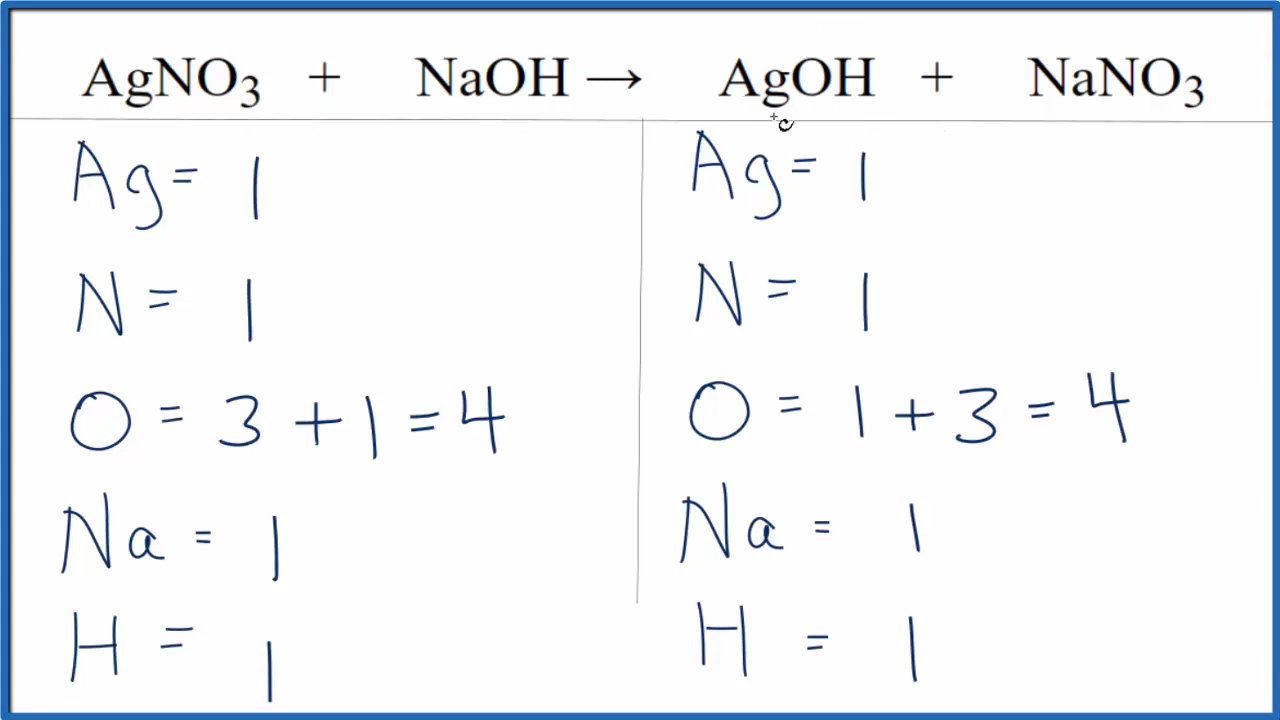 AgNO₃ + NaOH → AgOH + NaNO₃
Ag = 1
N = 1
O = 3 + 1 = 4
Na = 1
H = 1
Ag = 1
N = 1
O = 1 + 3 = 4
Na = 1
H = 1